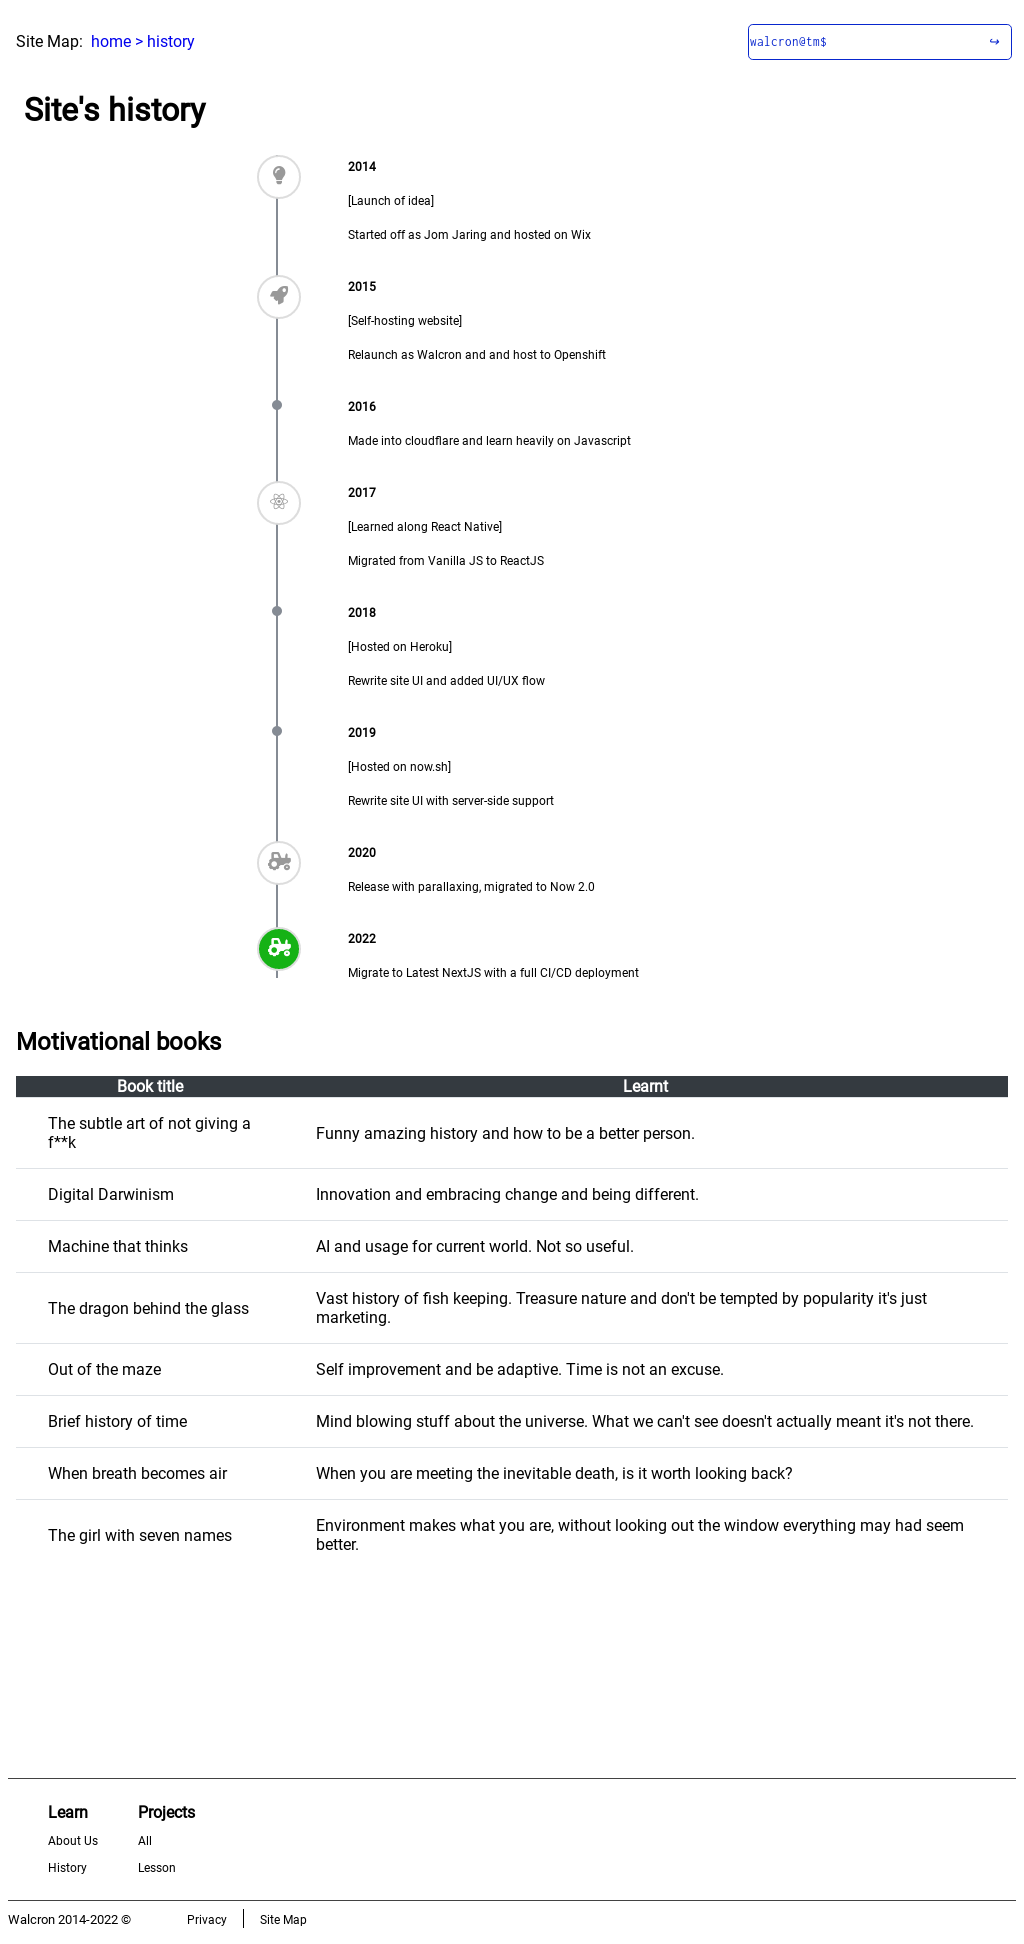 Site Map: home > history
walcron@tm$ ↪
Site's history
2014
[Launch of idea]
Started off as Jom Jaring and hosted on Wix
2015
[Self-hosting website]
Relaunch as Walcron and and host to Openshift
2016
Made into cloudflare and learn heavily on Javascript
2017
[Learned along React Native]
Migrated from Vanilla JS to ReactJS
2018
[Hosted on Heroku]
Rewrite site UI and added UI/UX flow
2019
[Hosted on now.sh]
Rewrite site UI with server-side support
2020
Release with parallaxing, migrated to Now 2.0
2022
Migrate to Latest NextJS with a full CI/CD deployment
Motivational books
Book title Learnt
The subtle art of not giving a
f**k
Funny amazing history and how to be a better person.
Digital Darwinism
Innovation and embracing change and being different.
Machine that thinks
AI and usage for current world. Not so useful.
The dragon behind the glass
Vast history of fish keeping. Treasure nature and don't be tempted by popularity it's just
marketing.
Out of the maze
Self improvement and be adaptive. Time is not an excuse.
Brief history of time
Mind blowing stuff about the universe. What we can't see doesn't actually meant it's not there.
When breath becomes air
When you are meeting the inevitable death, is it worth looking back?
The girl with seven names
Environment makes what you are, without looking out the window everything may had seem
better.
Learn
About Us
History
Projects
All
Lesson
Walcron 2014-2022 ©
Privacy
Site Map